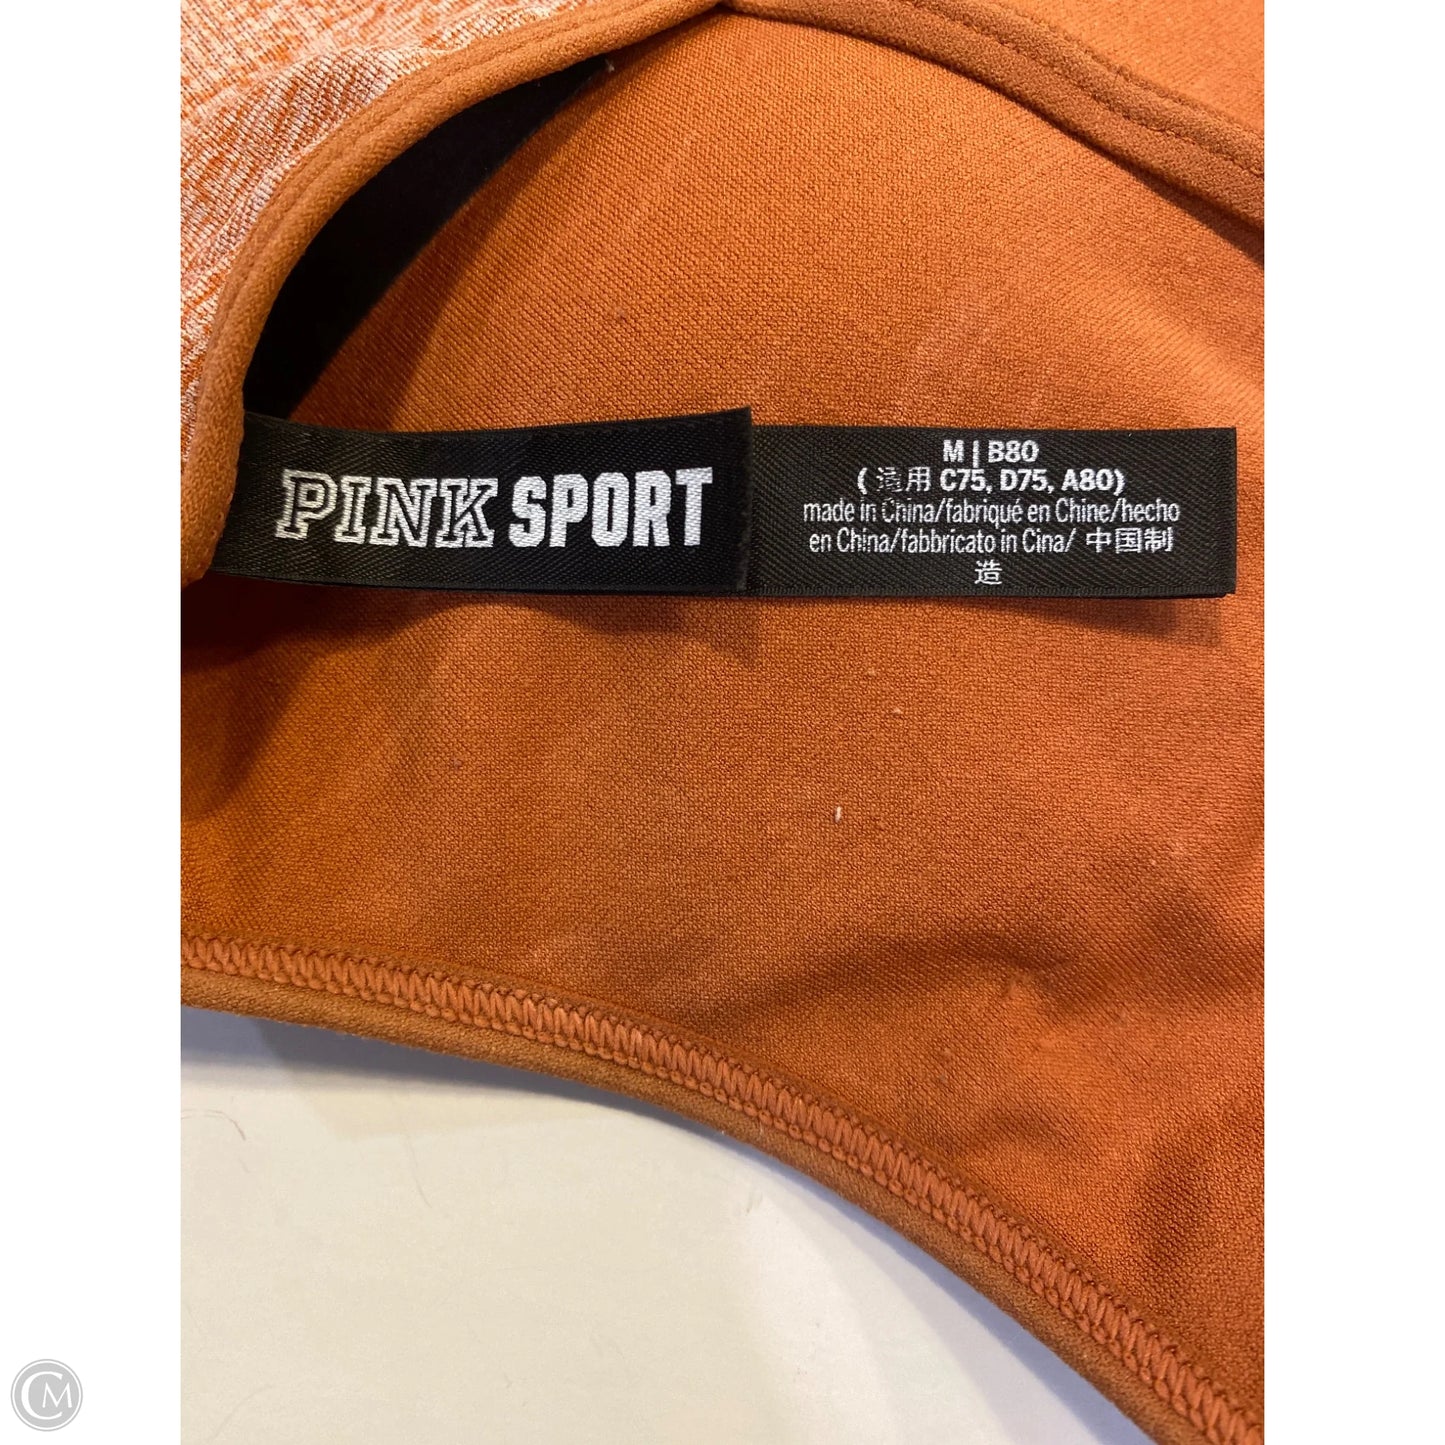 PINK SPORT
M | B80
( 适用 C75, D75, A80)
made in China/fabriqué en Chine/hecho
en China/fabbricato in Cina/ 中国制
造
CM